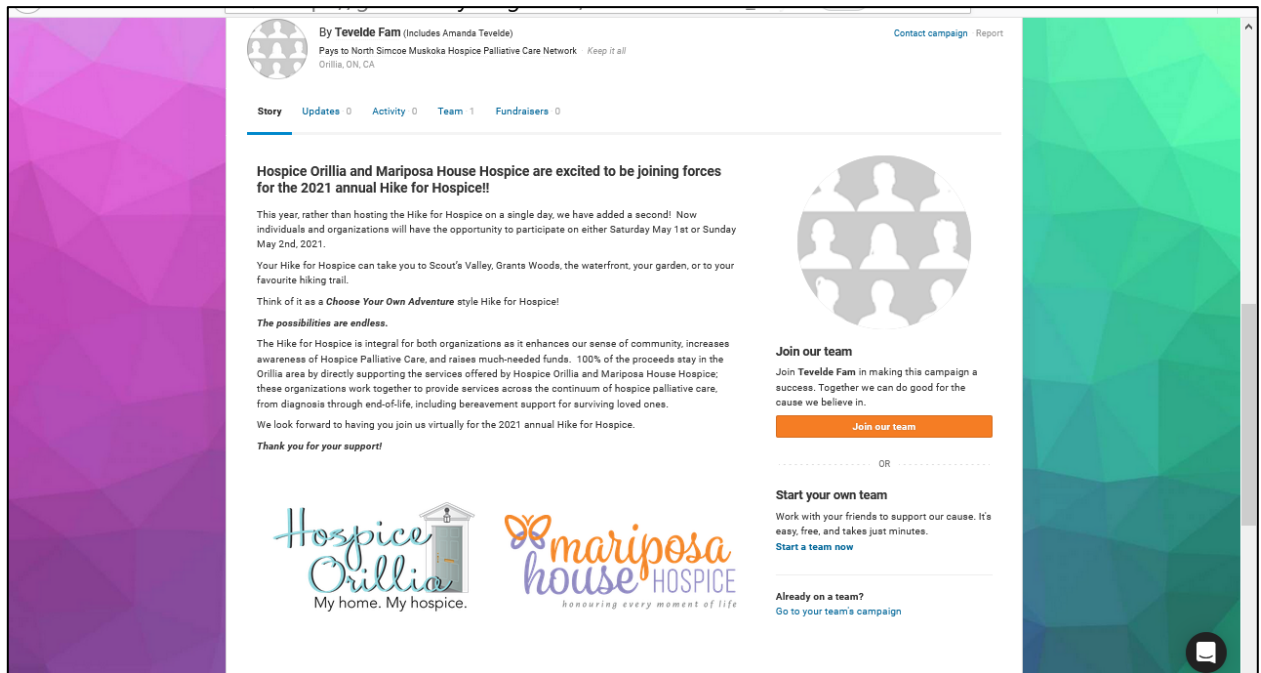 By Tevelde Fam (Includes Amanda Tevelde)
Contact campaign Report
Pays to North Simcoe Muskoka Hospice Palliative Care Network · Keep it all
Orillia, ON, CA
Story Updates 0 Activity 0 Team 1 Fundraisers 0
Hospice Orillia and Mariposa House Hospice are excited to be joining forces
for the 2021 annual Hike for Hospice!!
This year, rather than hosting the Hike for Hospice on a single day, we have added a second! Now
individuals and organizations will have the opportunity to participate on either Saturday May 1st or Sunday
May 2nd, 2021.
Your Hike for Hospice can take you to Scout's Valley, Grants Woods, the waterfront, your garden, or to your
favourite hiking trail.
Think of it as a Choose Your Own Adventure style Hike for Hospice!
The possibilities are endless.
The Hike for Hospice is integral for both organizations as it enhances our sense of community, increases
awareness of Hospice Palliative Care, and raises much-needed funds. 100% of the proceeds stay in the
Orillia area by directly supporting the services offered by Hospice Orillia and Mariposa House Hospice;
these organizations work together to provide services across the continuum of hospice palliative care,
from diagnosis through end-of-life, including bereavement support for surviving loved ones.
We look forward to having you join us virtually for the 2021 annual Hike for Hospice.
Thank you for your support!
Hospice
Orillia
My home. My hospice.
mariposa
house HOSPICE
honouring every moment of life
Join our team
Join Tevelde Fam in making this campaign a
success. Together we can do good for the
cause we believe in.
Join our team
OR
Start your own team
Work with your friends to support our cause. It's
easy, free, and takes just minutes.
Start a team now
Already on a team?
Go to your team's campaign